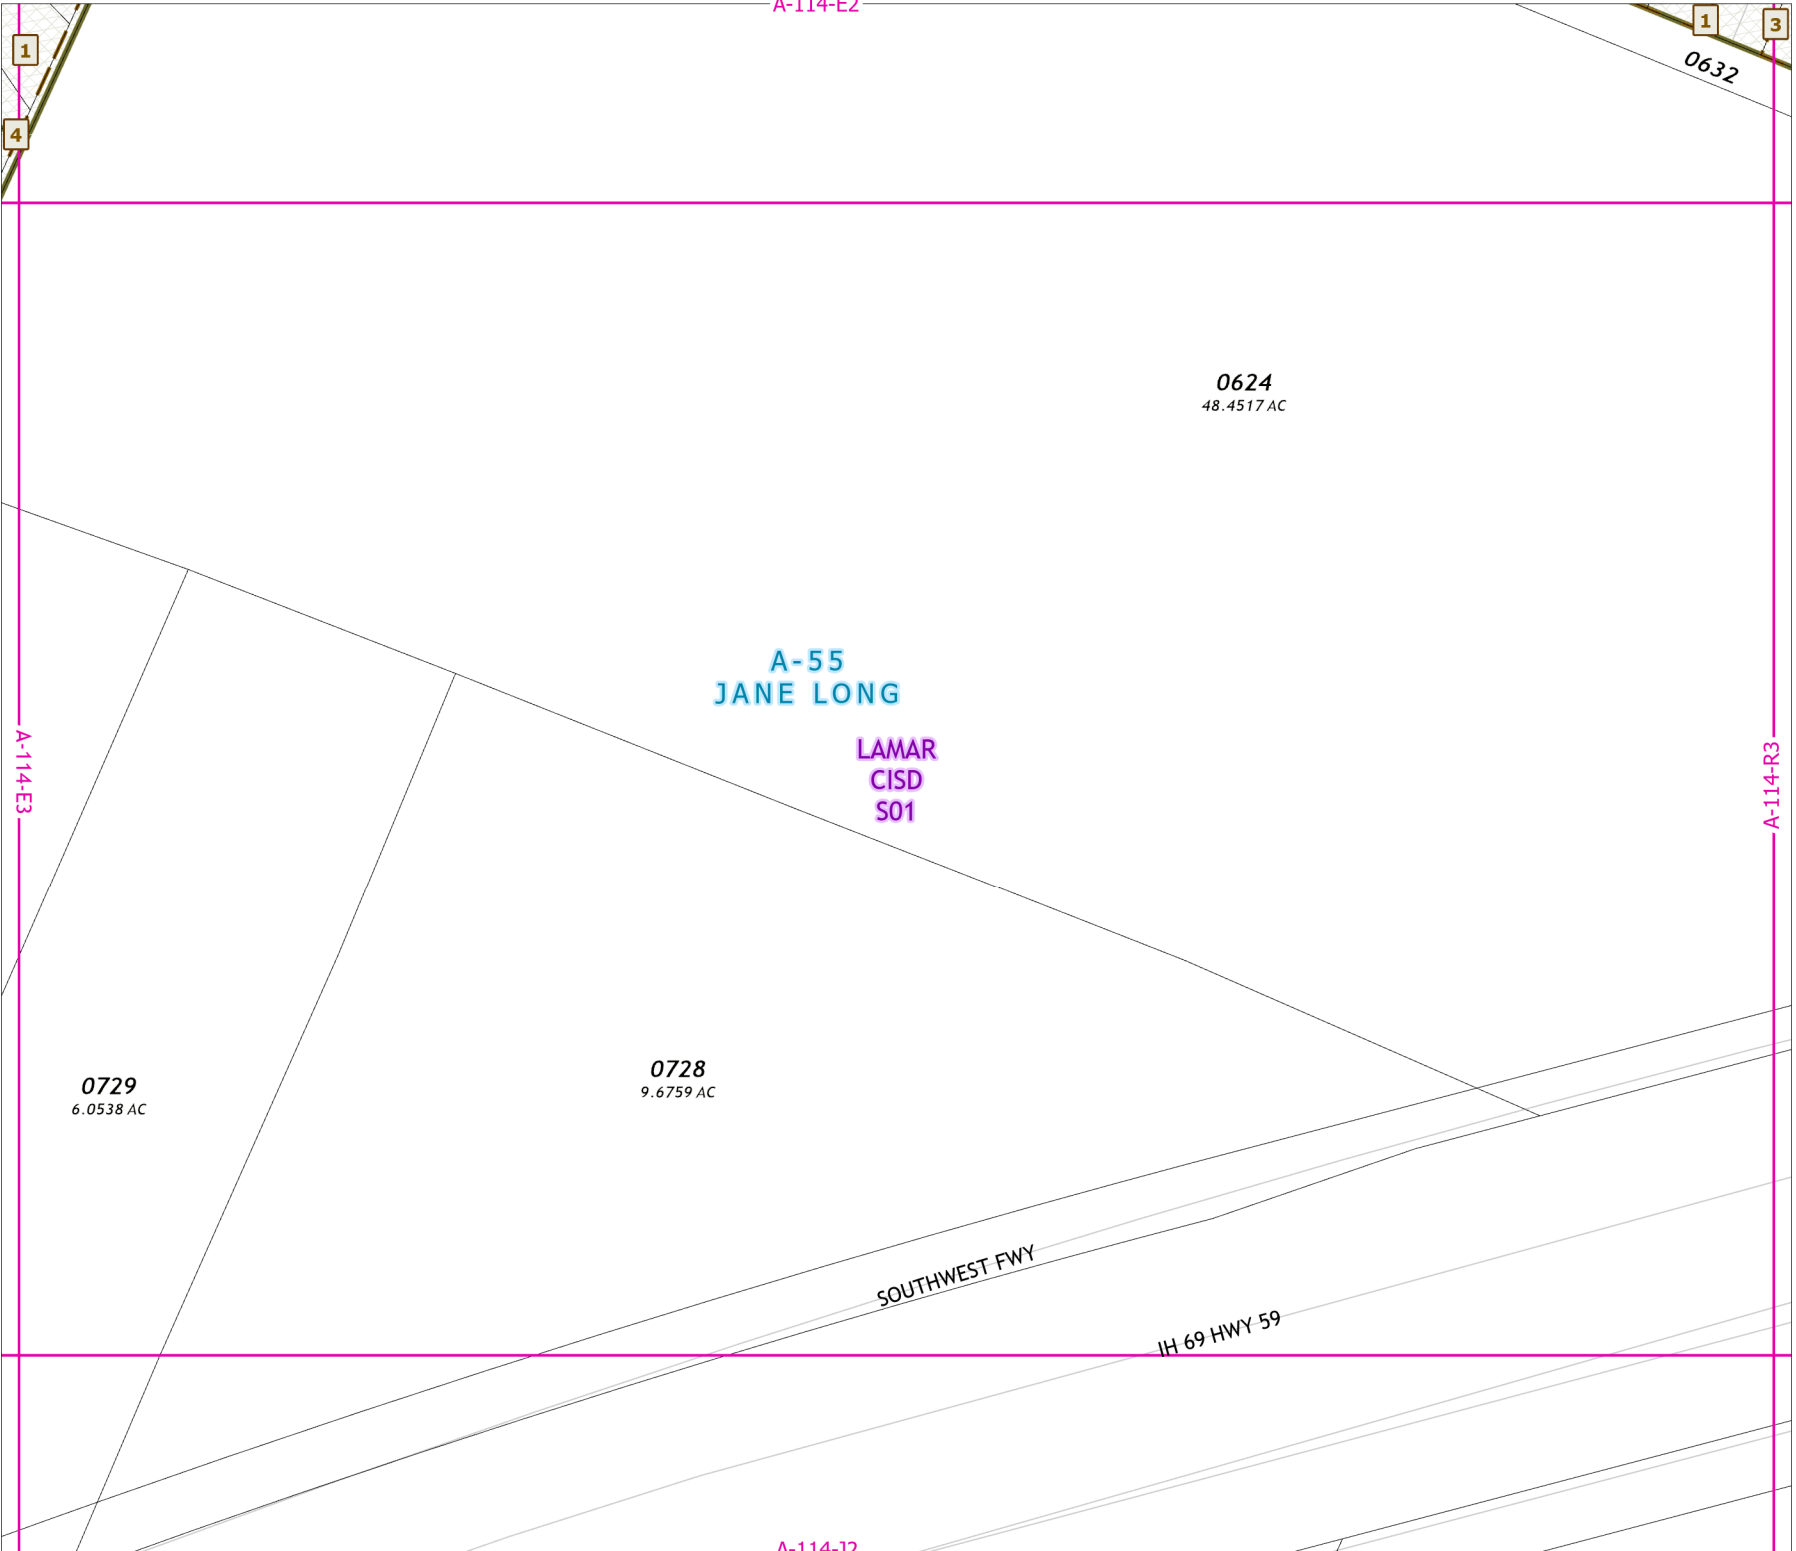 A-114-E2
1
4
1
3
0632
0624
48.4517 AC
A-55
JANE LONG
LAMAR
CISD
S01
A-114-E3
A-114-R3
0729
6.0538 AC
0728
9.6759 AC
SOUTHWEST FWY
IH 69 HWY 59
A-114-J2